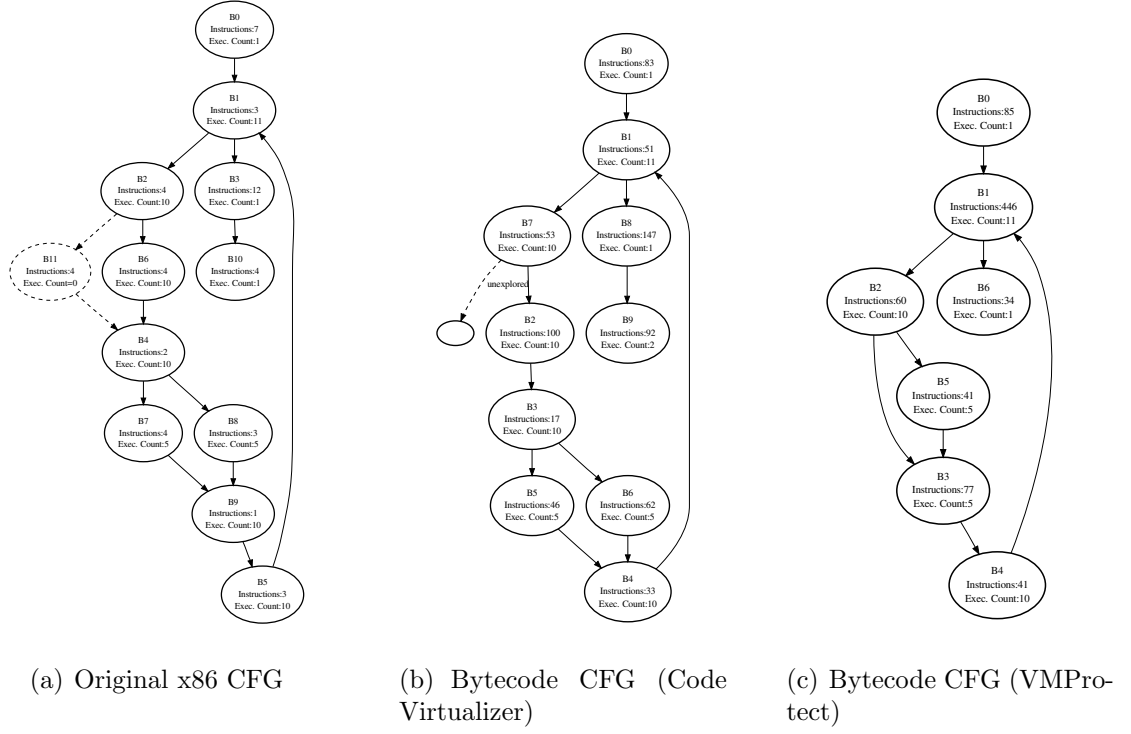 B0
Instructions:7
Exec. Count:1
B1
Instructions:3
Exec. Count:11
B2
Instructions:4
Exec. Count:10
B3
Instructions:12
Exec. Count:1
B11
Instructions:4
Exec. Count=0
B6
Instructions:4
Exec. Count:10
B10
Instructions:4
Exec. Count:1
B4
Instructions:2
Exec. Count:10
B7
Instructions:4
Exec. Count:5
B8
Instructions:3
Exec. Count:5
B9
Instructions:1
Exec. Count:10
B5
Instructions:3
Exec. Count:10
(a) Original x86 CFG
B0
Instructions:83
Exec. Count:1
B1
Instructions:51
Exec. Count:11
B7
Instructions:53
Exec. Count:10
B8
Instructions:147
Exec. Count:1
unexplored
B2
Instructions:100
Exec. Count:10
B9
Instructions:92
Exec. Count:2
B3
Instructions:17
Exec. Count:10
B5
Instructions:46
Exec. Count:5
B6
Instructions:62
Exec. Count:5
B4
Instructions:33
Exec. Count:10
(b) Bytecode CFG (Code
Virtualizer)
B0
Instructions:85
Exec. Count:1
B1
Instructions:446
Exec. Count:11
B2
Instructions:60
Exec. Count:10
B6
Instructions:34
Exec. Count:1
B5
Instructions:41
Exec. Count:5
B3
Instructions:77
Exec. Count:5
B4
Instructions:41
Exec. Count:10
(c) Bytecode CFG (VMPro-
tect)